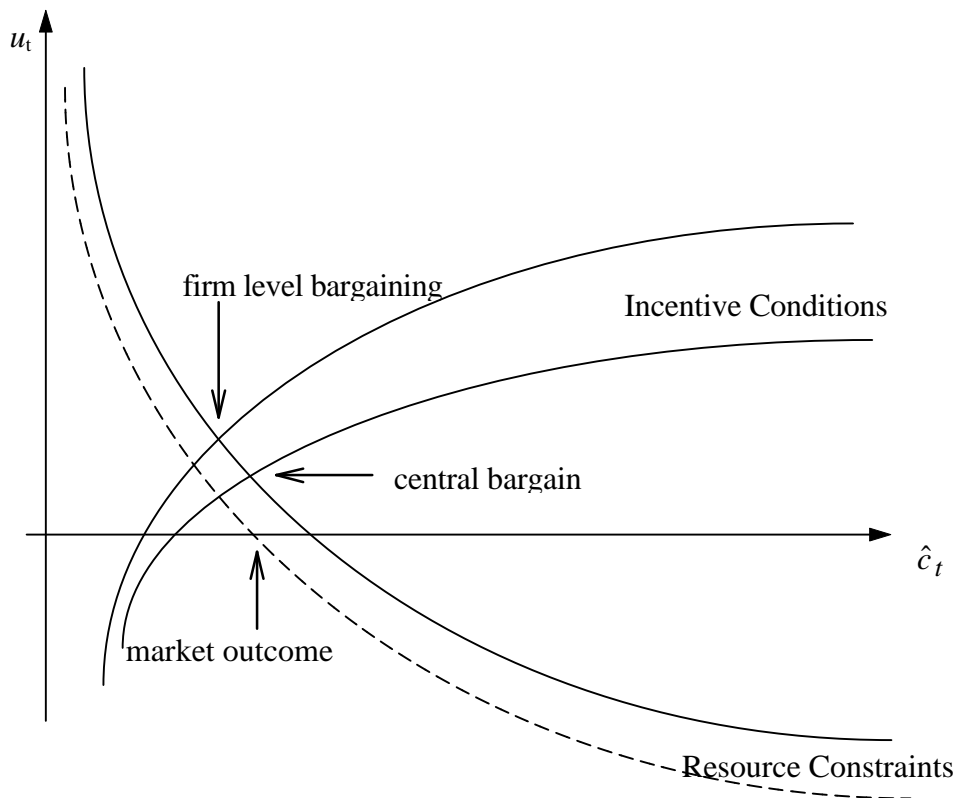 u_t
firm level bargaining
Incentive Conditions
central bargain
ĉ_t
market outcome
Resource Constraints